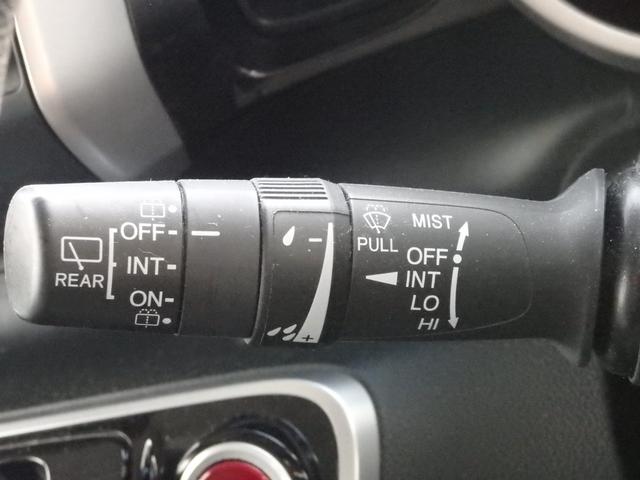 REAR
OFF
INT
ON
PULL
MIST
OFF
INT
LO
HI